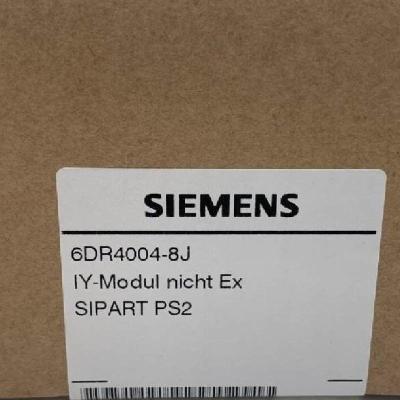 SIEMENS
6DR4004-8J
IY-Modul nicht Ex
SIPART PS2